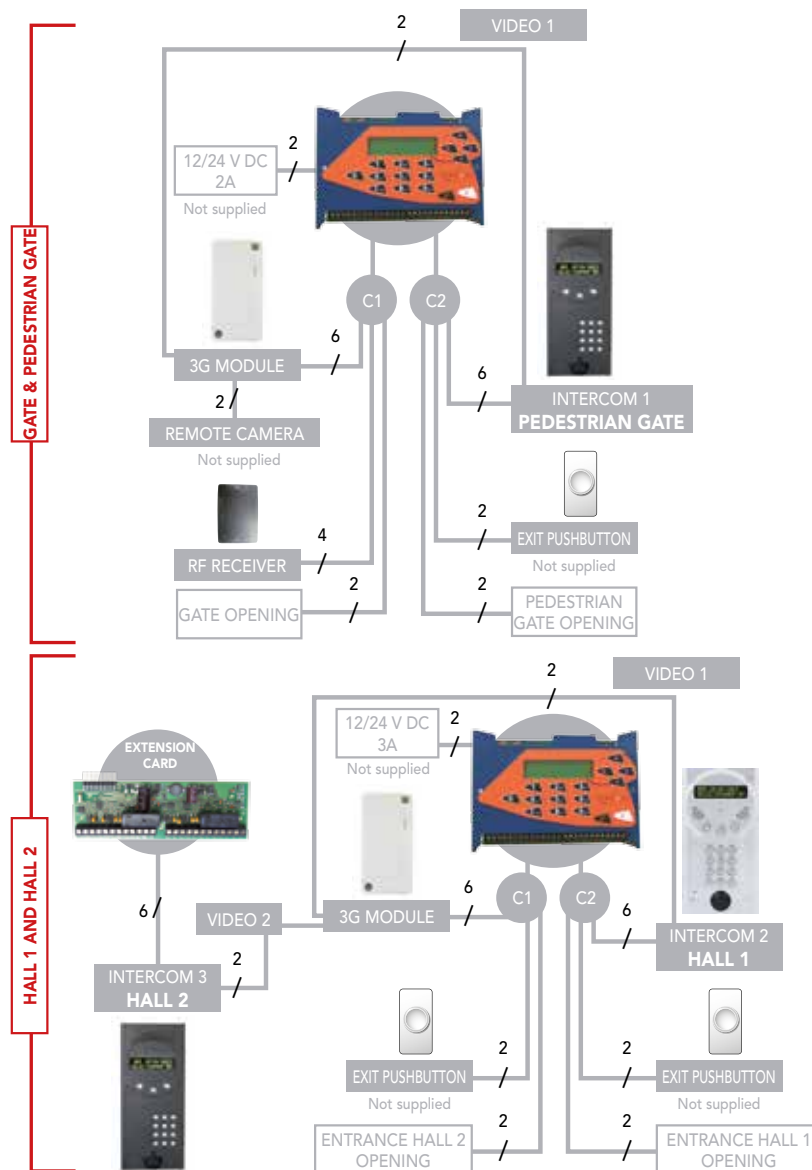 GATE & PEDESTRIAN GATE
2
VIDEO 1
12/24 V DC
2A
2
Not supplied
C1
C2
3G MODULE
6
2
REMOTE CAMERA
Not supplied
6
INTERCOM 1
PEDESTRIAN GATE
RF RECEIVER
4
2
EXIT PUSHBUTTON
Not supplied
GATE OPENING
2
2
PEDESTRIAN
GATE OPENING
HALL 1 AND HALL 2
2
VIDEO 1
12/24 V DC
3A
2
Not supplied
EXTENSION
CARD
C1
C2
6
VIDEO 2
3G MODULE
6
6
INTERCOM 2
HALL 1
INTERCOM 3
HALL 2
2
EXIT PUSHBUTTON
2
Not supplied
2
EXIT PUSHBUTTON
Not supplied
ENTRANCE HALL 2
OPENING
2
2
ENTRANCE HALL 1
OPENING